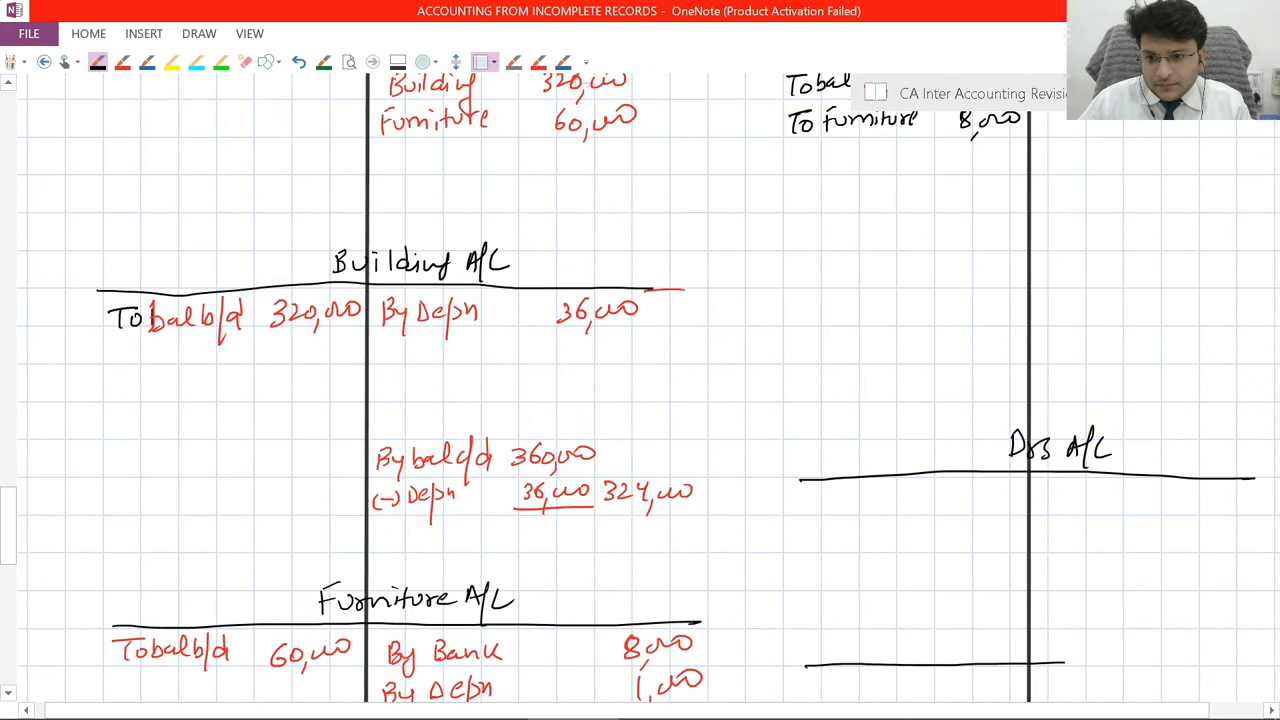 ACCOUNTING FROM INCOMPLETE RECORDS - OneNote (Product Activation Failed)
FILE HOME INSERT DRAW VIEW
CA Inter Accounting Revisi
Building 320,000
Furniture 60,000
To bal
To Furniture 8,000
Building A/C
To bal b/d 320,000 By Depn 36,000
By bal c/d 360,000
(-) Depn 36,000 324,000
Drs A/C
Furniture A/C
To bal b/d 60,000 By Bank 8,000
By Depn 1,000